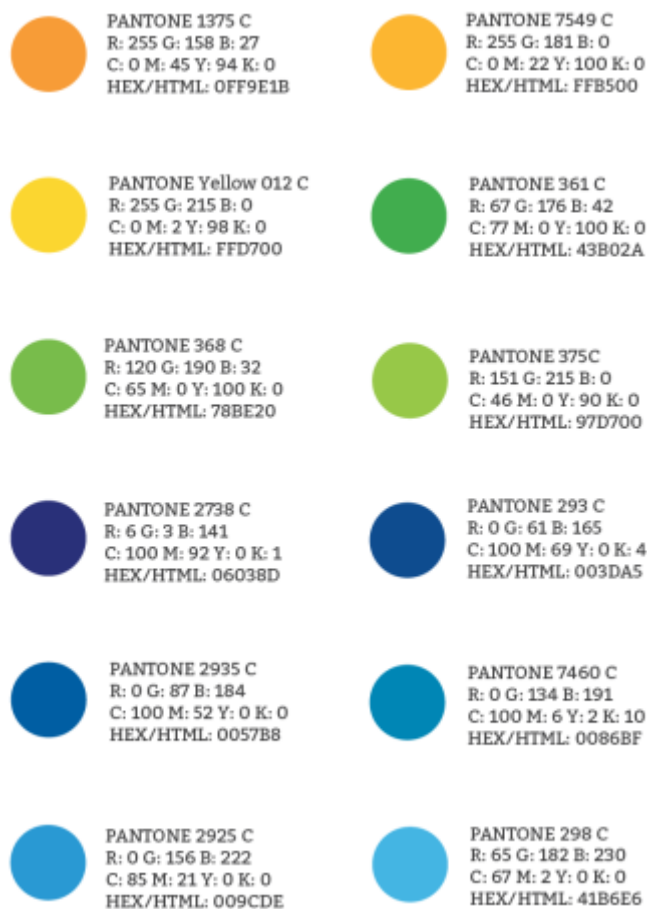 PANTONE 1375 C
R: 255 G: 158 B: 27
C: 0 M: 45 Y: 94 K: 0
HEX/HTML: 0FF9E1B
PANTONE 7549 C
R: 255 G: 181 B: 0
C: 0 M: 22 Y: 100 K: 0
HEX/HTML: FFB500
PANTONE Yellow 012 C
R: 255 G: 215 B: 0
C: 0 M: 2 Y: 98 K: 0
HEX/HTML: FFD700
PANTONE 361 C
R: 67 G: 176 B: 42
C: 77 M: 0 Y: 100 K: 0
HEX/HTML: 43B02A
PANTONE 368 C
R: 120 G: 190 B: 32
C: 65 M: 0 Y: 100 K: 0
HEX/HTML: 78BE20
PANTONE 375C
R: 151 G: 215 B: 0
C: 46 M: 0 Y: 90 K: 0
HEX/HTML: 97D700
PANTONE 2738 C
R: 6 G: 3 B: 141
C: 100 M: 92 Y: 0 K: 1
HEX/HTML: 06038D
PANTONE 293 C
R: 0 G: 61 B: 165
C: 100 M: 69 Y: 0 K: 4
HEX/HTML: 003DA5
PANTONE 2935 C
R: 0 G: 87 B: 184
C: 100 M: 52 Y: 0 K: 0
HEX/HTML: 0057B8
PANTONE 7460 C
R: 0 G: 134 B: 191
C: 100 M: 6 Y: 2 K: 10
HEX/HTML: 0086BF
PANTONE 2925 C
R: 0 G: 156 B: 222
C: 85 M: 21 Y: 0 K: 0
HEX/HTML: 009CDE
PANTONE 298 C
R: 65 G: 182 B: 230
C: 67 M: 2 Y: 0 K: 0
HEX/HTML: 41B6E6